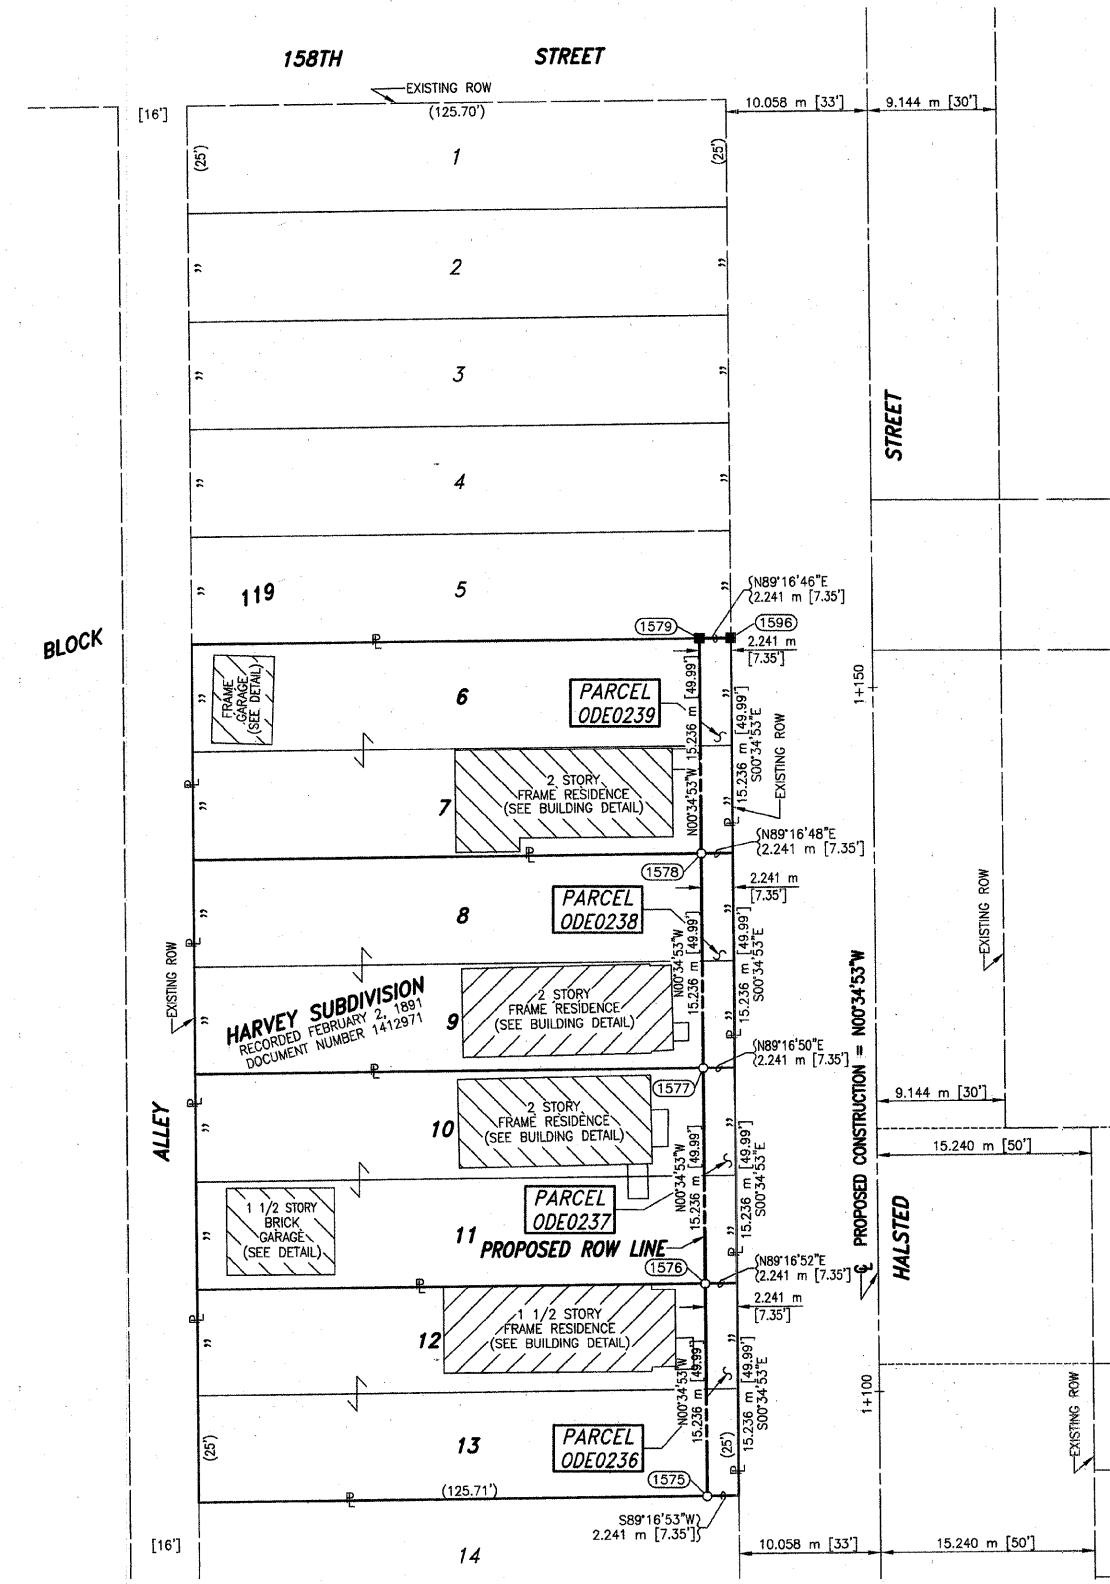 158TH STREET
EXISTING ROW
[16']
(125.70')
10.058 m [33']
9.144 m [30']
(25')
1
(25')
"
2
"
"
3
"
STREET
"
4
"
"
119
5
"
N89°16'46"E
2.241 m [7.35']
BLOCK
1579
1596
2.241 m
[7.35']
FRAME
GARAGE
(SEE DETAIL)
"
6
PARCEL
ODE0239
N00°34'53"W 15.236 m [49.99']
15.236 m [49.99']
S00°34'53"E
EXISTING ROW
1+150
"
7
2 STORY
FRAME RESIDENCE
(SEE BUILDING DETAIL)
N89°16'48"E
2.241 m [7.35']
1578
2.241 m
[7.35']
"
8
PARCEL
ODE0238
N00°34'53"W
15.236 m [49.99']
15.236 m [49.99']
S00°34'53"E
"
EXISTING ROW
EXISTING ROW
HARVEY SUBDIVISION
RECORDED FEBRUARY 2, 1891
DOCUMENT NUMBER 1412971
"
9
2 STORY
FRAME RESIDENCE
(SEE BUILDING DETAIL)
"
N89°16'50"E
2.241 m [7.35']
1577
℄ PROPOSED CONSTRUCTION = N00°34'53"W
9.144 m [30']
ALLEY
"
10
2 STORY
FRAME RESIDENCE
(SEE BUILDING DETAIL)
N00°34'53"W
15.236 m [49.99']
15.236 m [49.99']
S00°34'53"E
"
15.240 m [50']
1 1/2 STORY
BRICK
GARAGE
(SEE DETAIL)
"
PARCEL
ODE0237
11
PROPOSED ROW LINE
"
HALSTED
1576
N89°16'52"E
2.241 m [7.35']
2.241 m
[7.35']
"
12
1 1/2 STORY
FRAME RESIDENCE
(SEE BUILDING DETAIL)
N00°34'53"W
15.236 m [49.99']
15.236 m [49.99']
S00°34'53"E
"
1+100
EXISTING ROW
(25')
13
PARCEL
ODE0236
(25')
1575
(125.71')
S89°16'53"W
2.241 m [7.35']
[16']
14
10.058 m [33']
15.240 m [50']